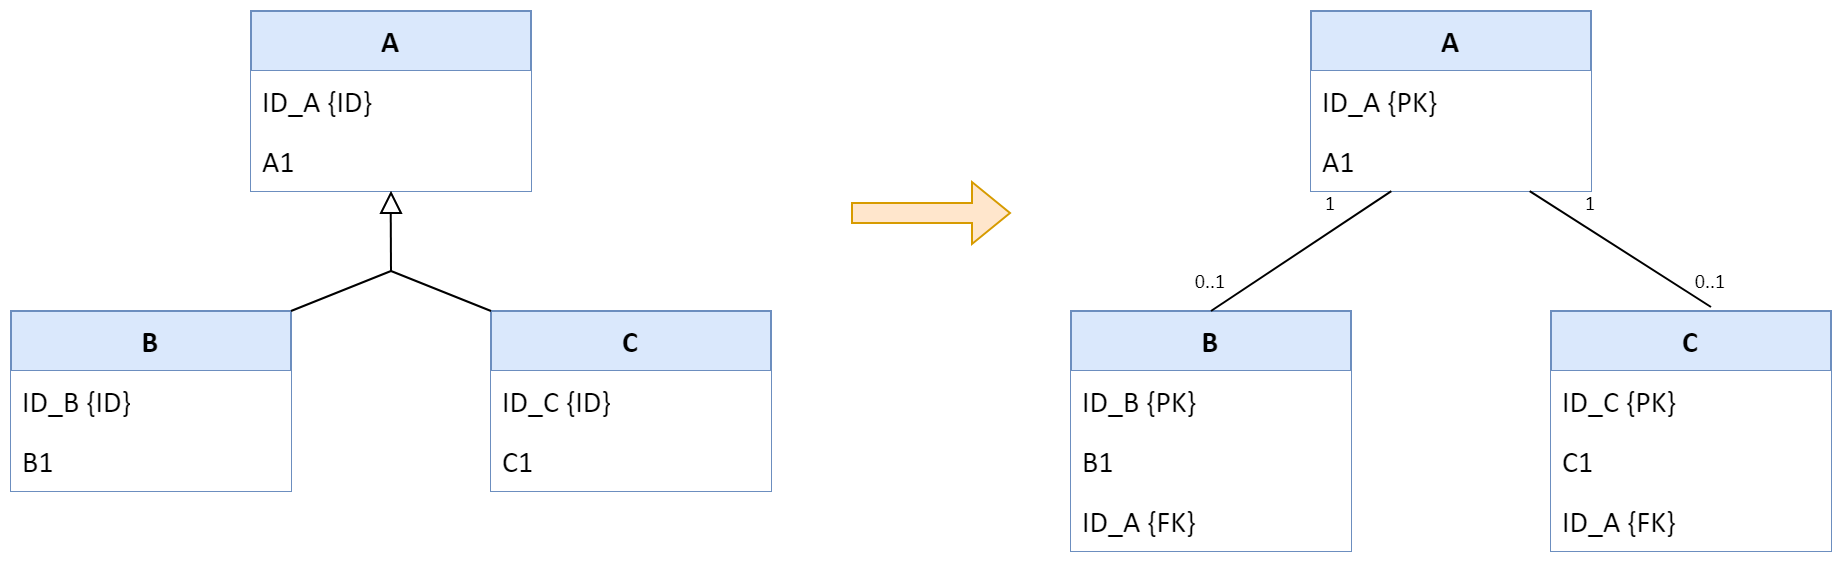 A
ID_A {ID}
A1
B
ID_B {ID}
B1
C
ID_C {ID}
C1
A
ID_A {PK}
A1
1
1
0..1
0..1
B
ID_B {PK}
B1
ID_A {FK}
C
ID_C {PK}
C1
ID_A {FK}